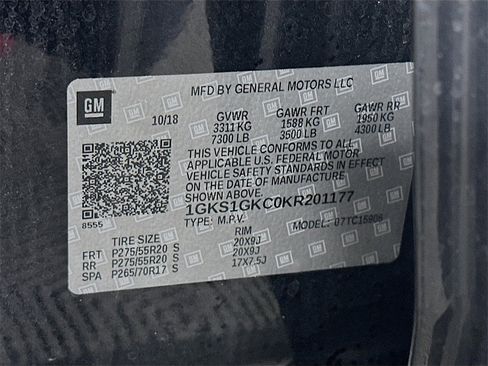 MFD BY GENERAL MOTORS LLC
GM
10/18 GVWR GAWR FRT GAWR RR
3311 KG 1588 KG 1950 KG
7300 LB 3500 LB 4300 LB
THIS VEHICLE CONFORMS TO ALL
APPLICABLE U.S. FEDERAL MOTOR
VEHICLE SAFETY STANDARDS IN EFFECT
ON THE DATE OF MANUFACTURE
SHOWN ABOVE.
8555
1GKS1GKC0KR201177
TYPE: M.P.V. MODEL: 07TC15906
TIRE SIZE RIM
FRT P275/55R20 S 20X9J
RR P275/55R20 S 20X9J
SPA P265/70R17 S 17X7.5J